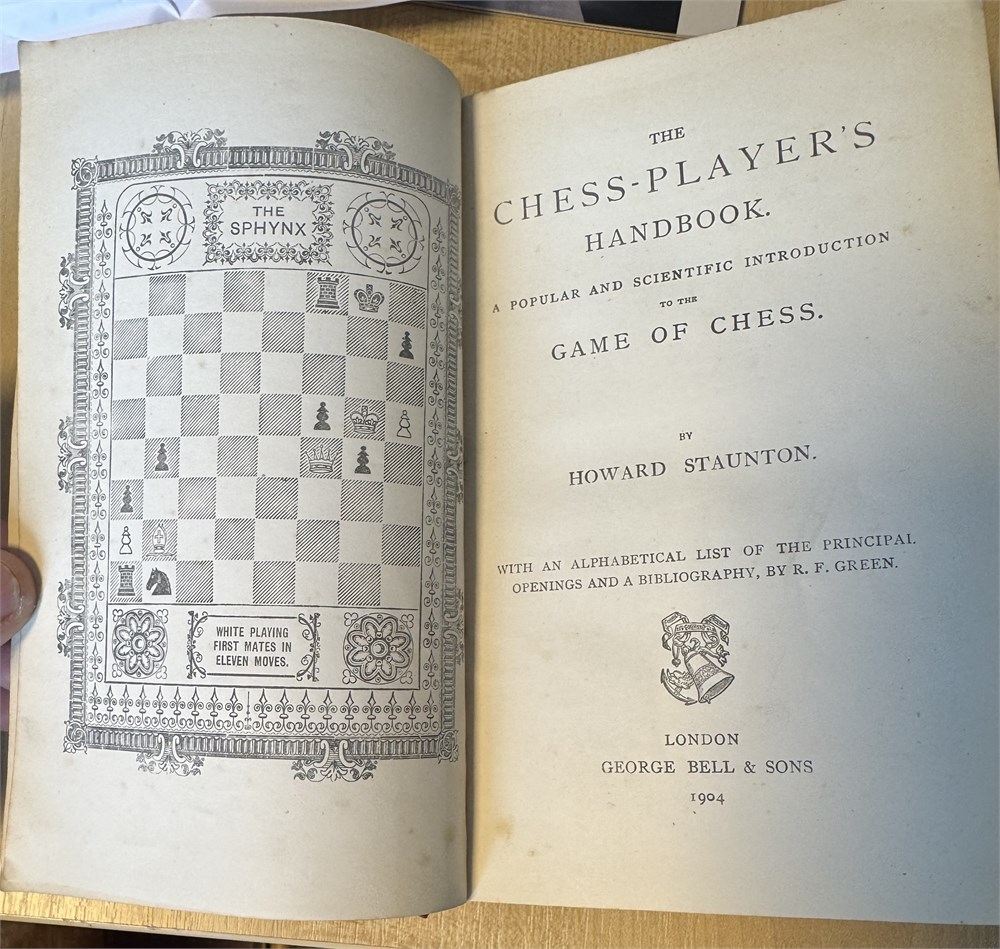 THE
SPHYNX
WHITE PLAYING
FIRST MATES IN
ELEVEN MOVES.
THE
CHESS-PLAYER'S
HANDBOOK.
A POPULAR AND SCIENTIFIC INTRODUCTION
TO THE
GAME OF CHESS.
BY
HOWARD STAUNTON.
WITH AN ALPHABETICAL LIST OF THE PRINCIPAL
OPENINGS AND A BIBLIOGRAPHY, BY R. F. GREEN.
LONDON
GEORGE BELL & SONS
1904